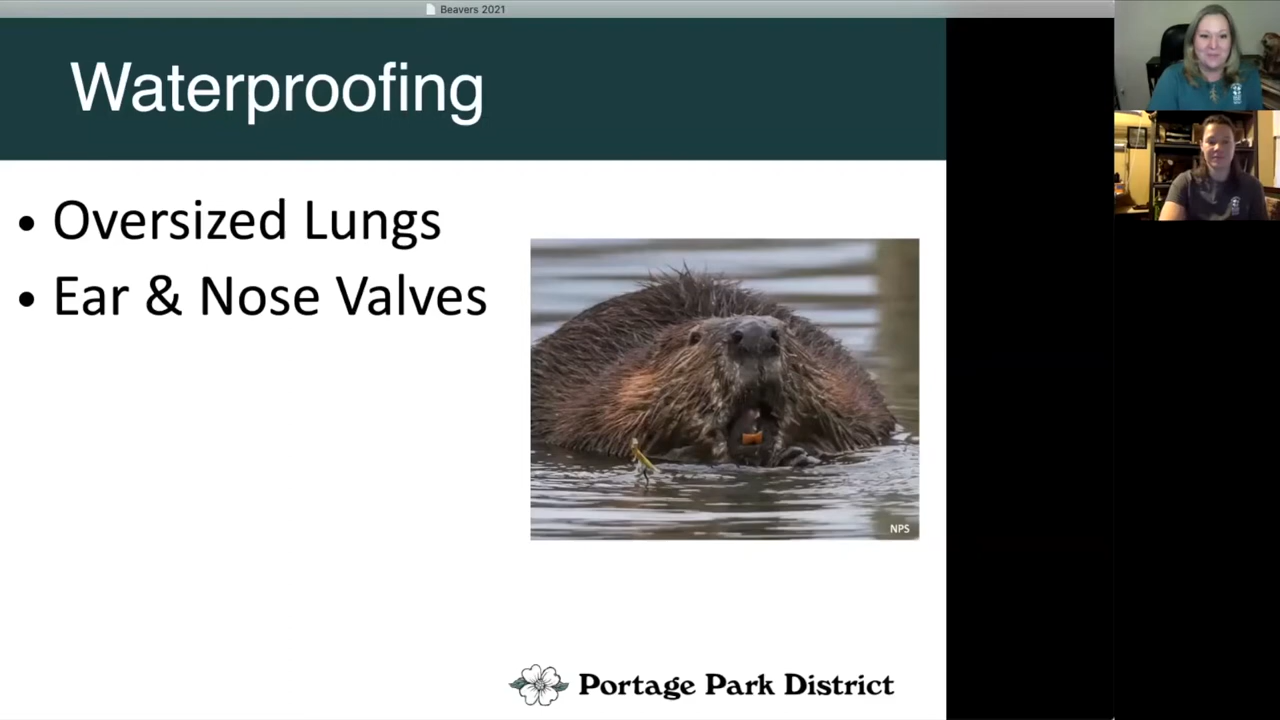 Beavers 2021
Waterproofing
• Oversized Lungs
• Ear & Nose Valves
NPS
Portage Park District